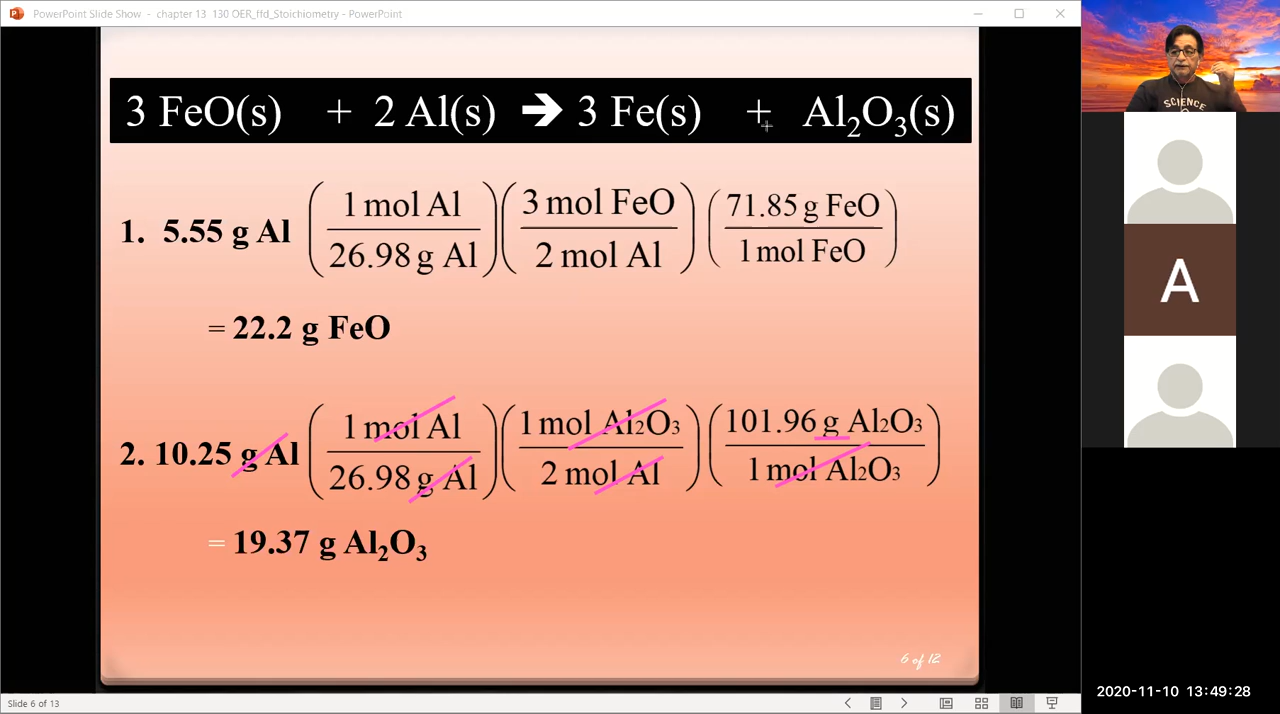 PowerPoint Slide Show - chapter 13 130 OER_ffd_Stoichiometry - PowerPoint
3 FeO(s) + 2 Al(s) ➔ 3 Fe(s) + Al₂O₃(s)
1. 5.55 g Al (1 mol Al / 26.98 g Al) (3 mol FeO / 2 mol Al) (71.85 g FeO / 1 mol FeO)
= 22.2 g FeO
2. 10.25 g Al (1 mol Al / 26.98 g Al) (1 mol Al₂O₃ / 2 mol Al) (101.96 g Al₂O₃ / 1 mol Al₂O₃)
= 19.37 g Al₂O₃
6 of 12
Slide 6 of 13
SCIENCE
A
2020-11-10 13:49:28